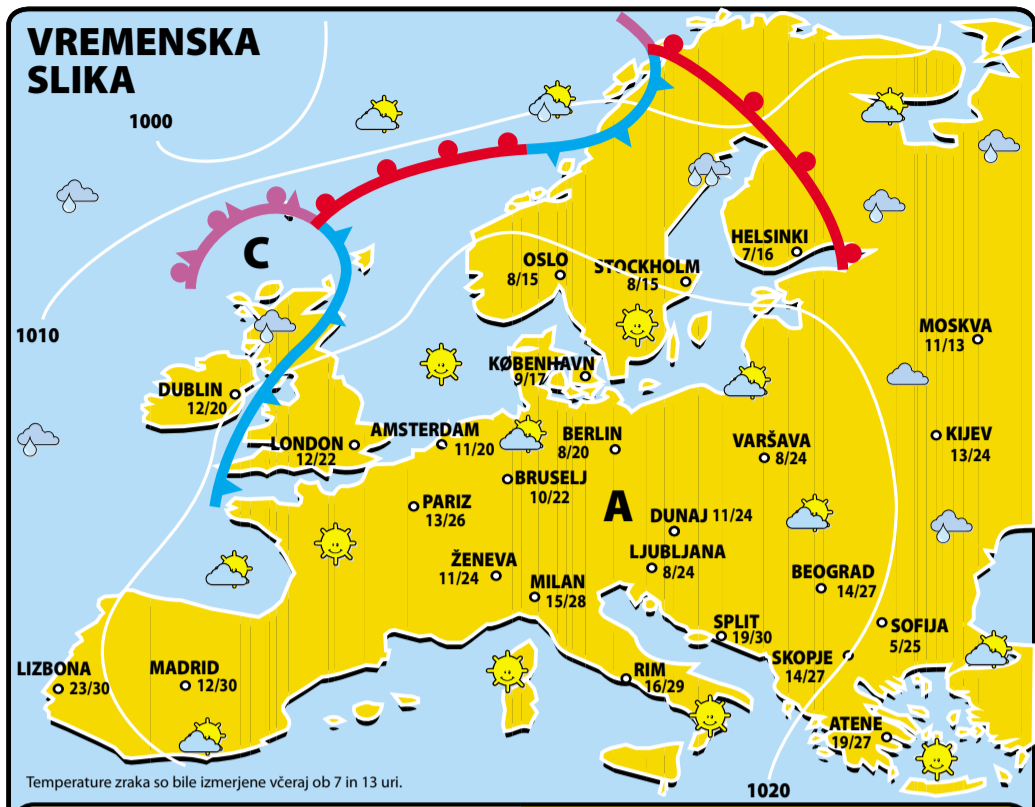 VREMENSKA
SLIKA
1000
C
HELSINKI
7/16
OSLO
8/15
STOCKHOLM
8/15
1010
MOSKVA
11/13
KØBENHAVN
9/17
DUBLIN
12/20
AMSTERDAM
11/20
LONDON
12/22
BERLIN
8/20
VARŠAVA
8/24
KIJEV
13/24
BRUSELJ
10/22
PARIZ
13/26
A
DUNAJ 11/24
LJUBLJANA
8/24
ŽENEVA
11/24
MILAN
15/28
BEOGRAD
14/27
SPLIT
19/30
SOFIJA
5/25
LIZBONA
23/30
MADRID
12/30
RIM
16/29
SKOPJE
14/27
ATENE
19/27
Temperature zraka so bile izmerjene včeraj ob 7 in 13 uri.
1020